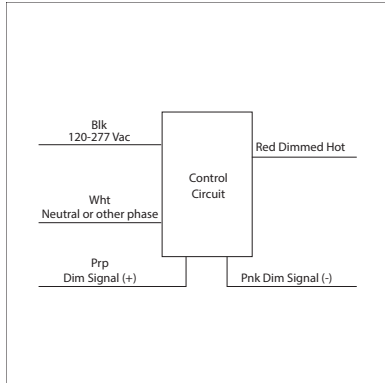 Blk
120-277 Vac
Red Dimmed Hot
Control
Circuit
Wht
Neutral or other phase
Prp
Dim Signal (+)
Pnk Dim Signal (-)